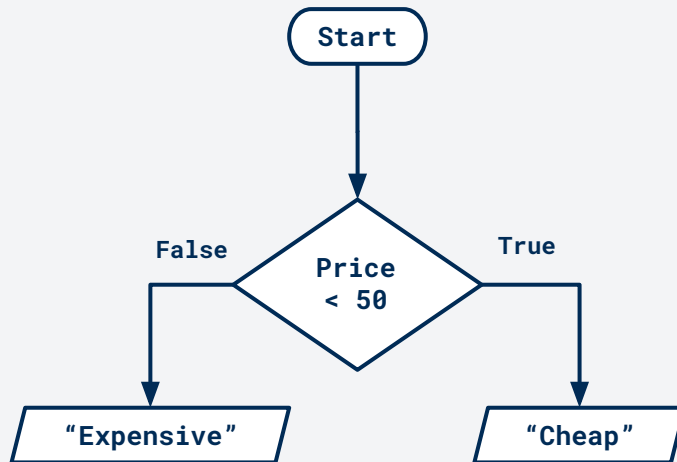 Start
False
True
Price
< 50
“Expensive”
“Cheap”